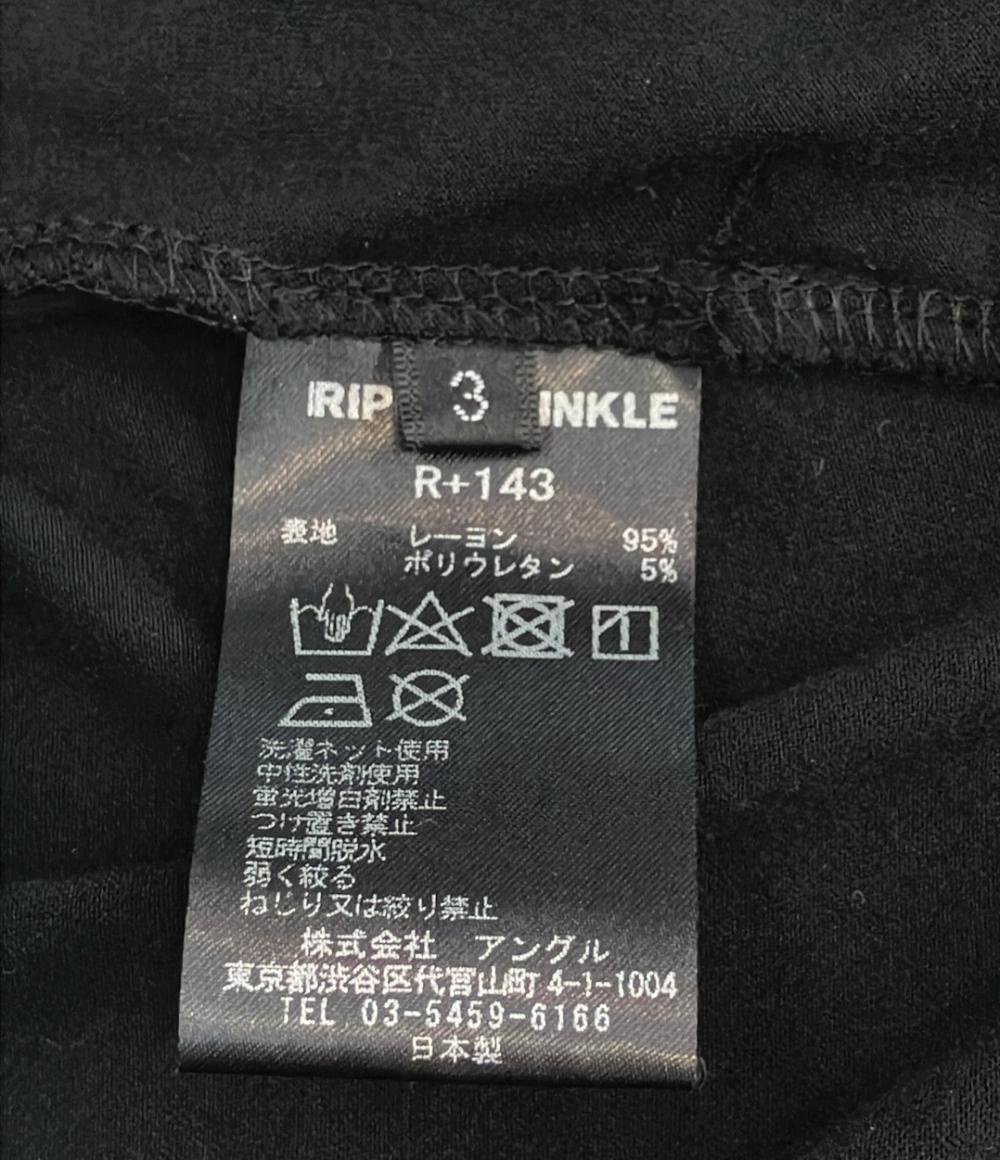 RIP 3 INKLE
R+143
表地 レーヨン 95%
ポリウレタン 5%
洗濯ネット使用
中性洗剤使用
蛍光増白剤禁止
つけ置き禁止
短時間脱水
弱く絞る
ねじり又は絞り禁止
株式会社 アングル
東京都渋谷区代官山町4-1-1004
TEL 03-5459-6166
日本製